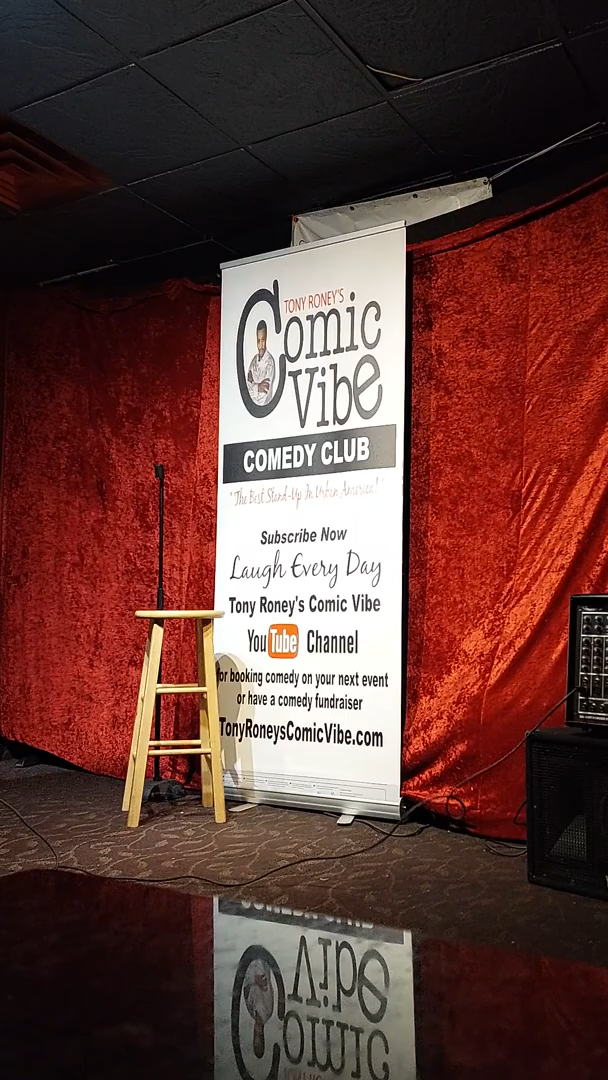 TONY RONEY'S
Comic
Vibe
COMEDY CLUB
"The Best Stand-Up In Urban America!"
Subscribe Now
Laugh Every Day
Tony Roney's Comic Vibe
YouTube Channel
for booking comedy on your next event
or have a comedy fundraiser
TonyRoneysComicVibe.com